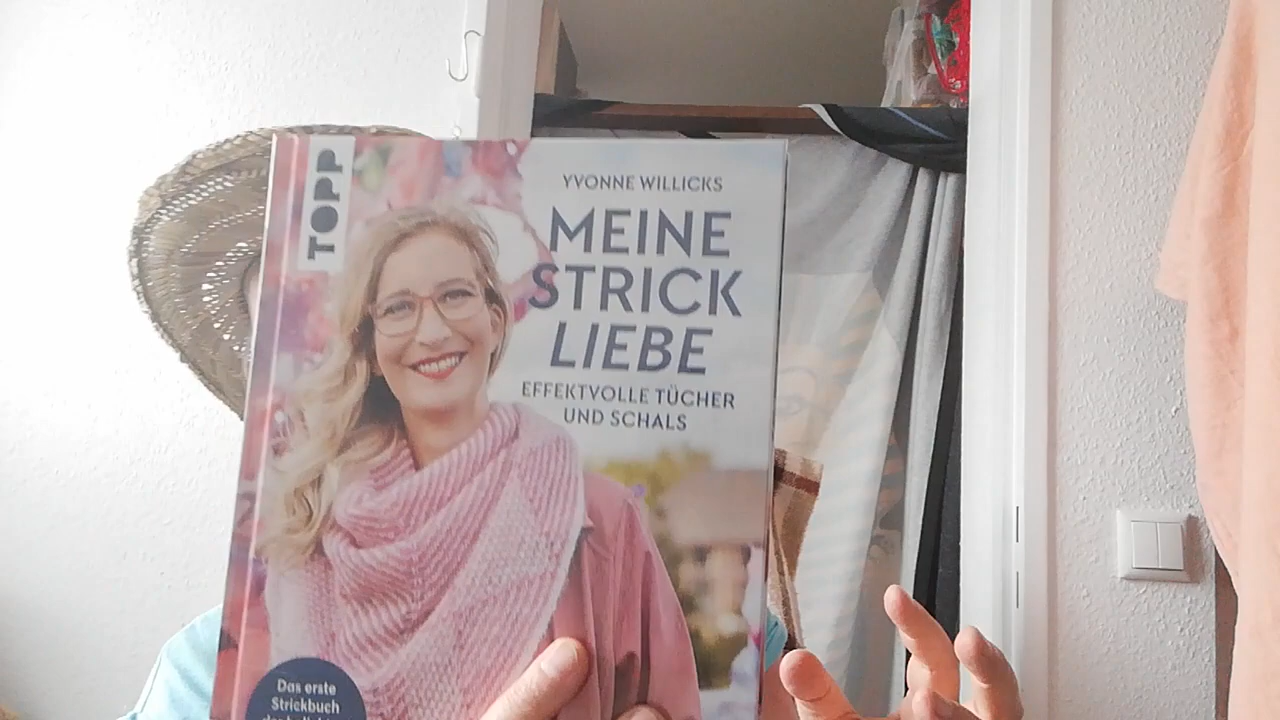 TOPP
YVONNE WILLICKS
MEINE
STRICK
LIEBE
EFFEKTVOLLE TÜCHER
UND SCHALS
Das erste
Strickbuch